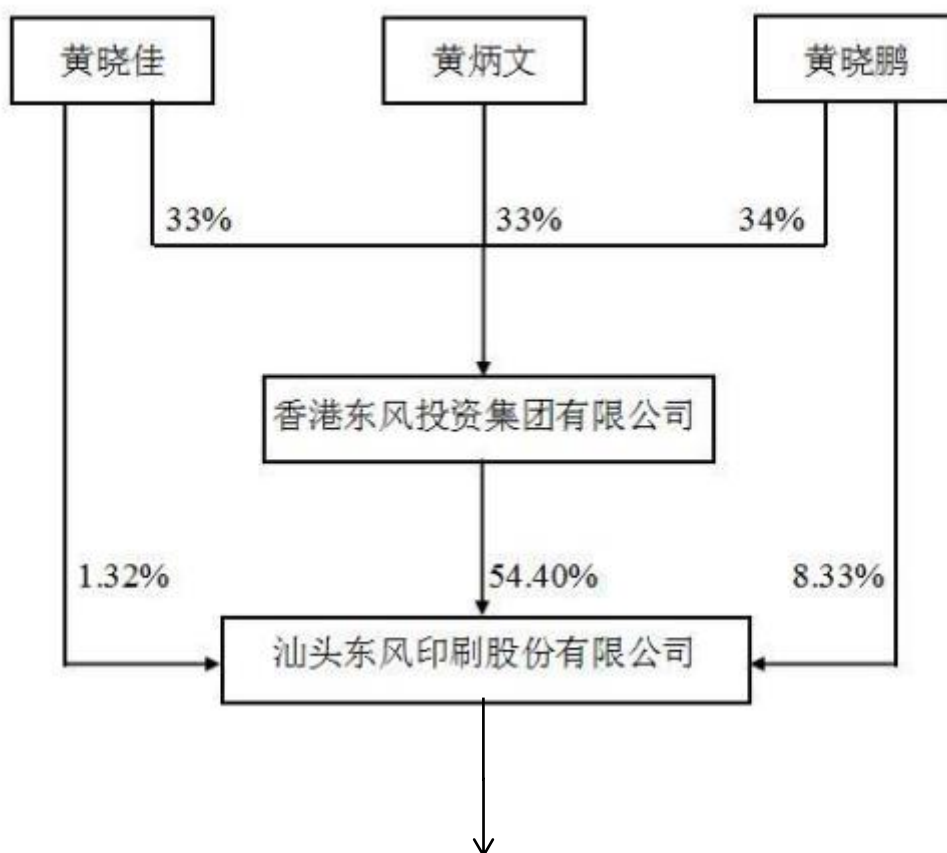 黄晓佳
黄炳文
黄晓鹏
33%
33%
34%
香港东风投资集团有限公司
1.32%
54.40%
8.33%
汕头东风印刷股份有限公司